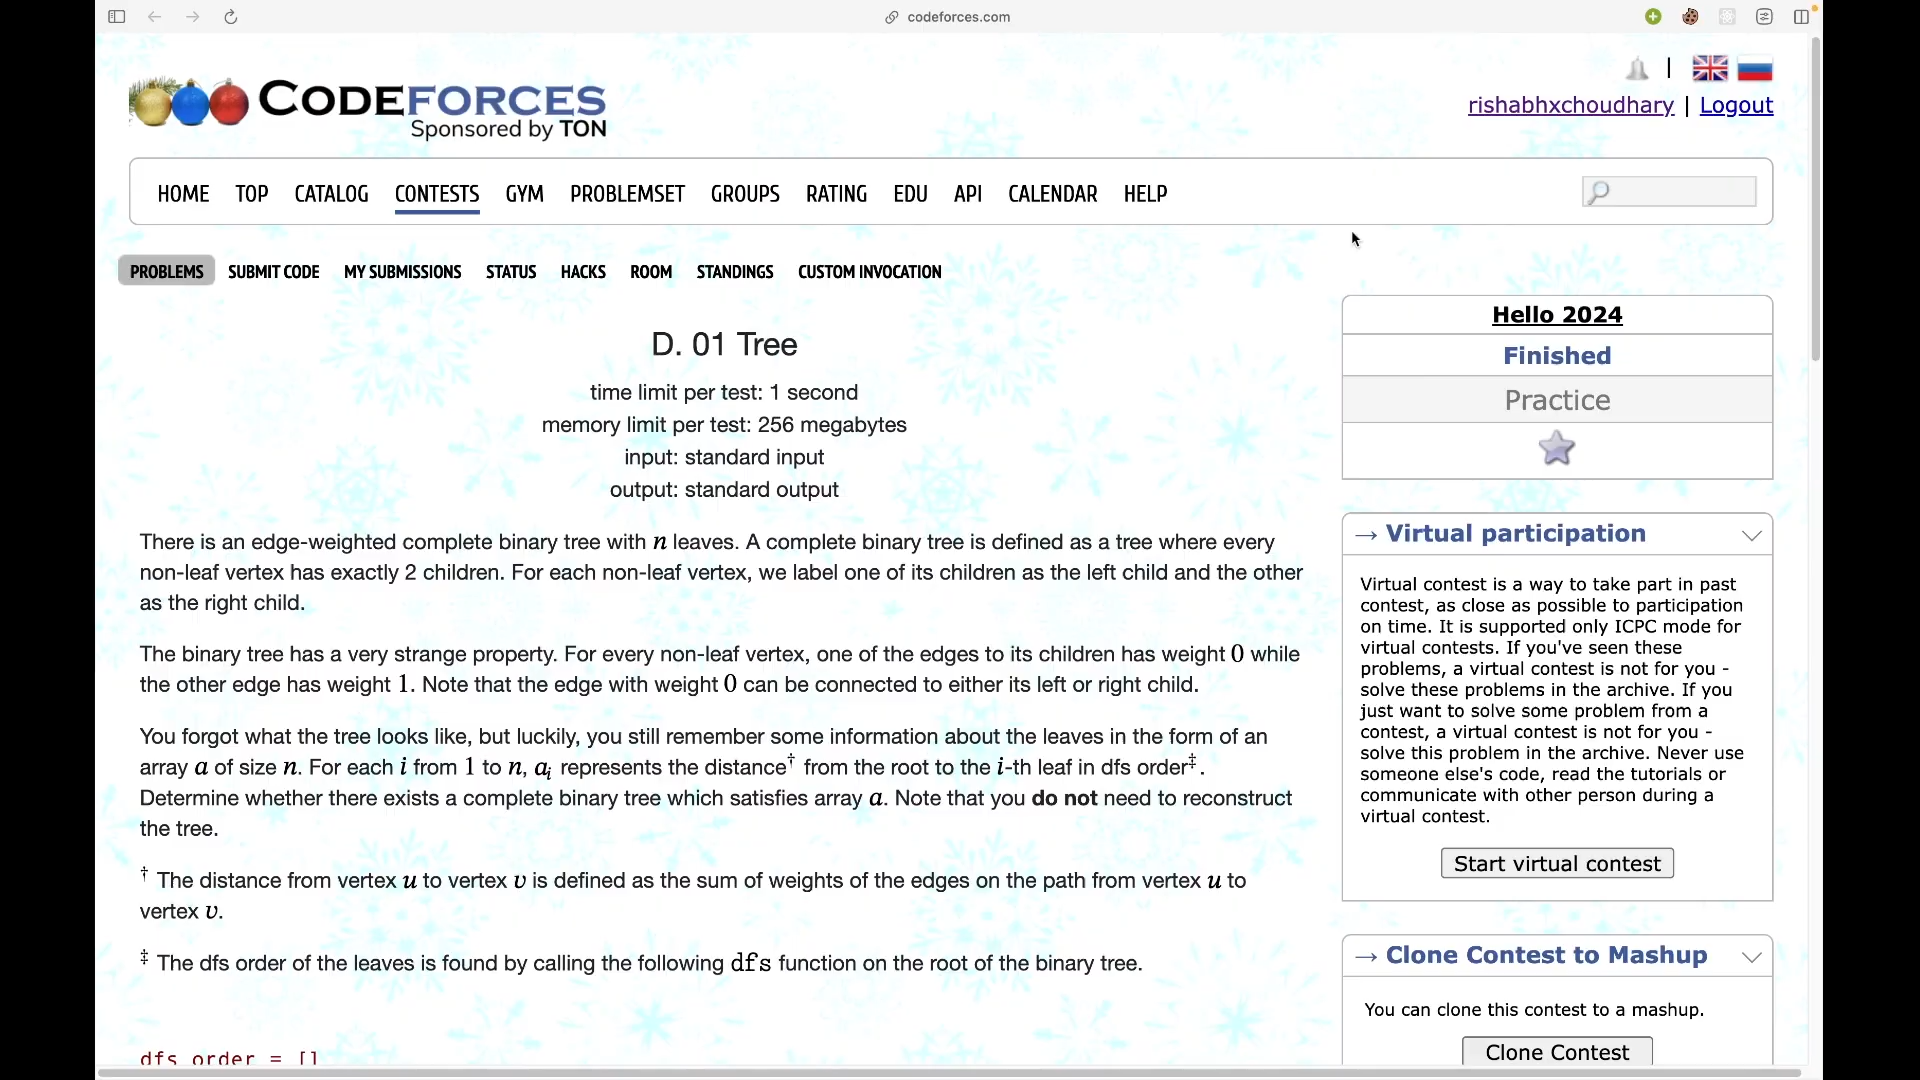 codeforces.com
CODEFORCES
Sponsored by TON
|
rishabhxchoudhary | Logout
HOME TOP CATALOG CONTESTS GYM PROBLEMSET GROUPS RATING EDU API CALENDAR HELP
PROBLEMS SUBMIT CODE MY SUBMISSIONS STATUS HACKS ROOM STANDINGS CUSTOM INVOCATION
D. 01 Tree
time limit per test: 1 second
memory limit per test: 256 megabytes
input: standard input
output: standard output
There is an edge-weighted complete binary tree with n leaves. A complete binary tree is defined as a tree where every
non-leaf vertex has exactly 2 children. For each non-leaf vertex, we label one of its children as the left child and the other
as the right child.
The binary tree has a very strange property. For every non-leaf vertex, one of the edges to its children has weight 0 while
the other edge has weight 1. Note that the edge with weight 0 can be connected to either its left or right child.
You forgot what the tree looks like, but luckily, you still remember some information about the leaves in the form of an
array a of size n. For each i from 1 to n, aᵢ represents the distance† from the root to the i-th leaf in dfs order‡.
Determine whether there exists a complete binary tree which satisfies array a. Note that you do not need to reconstruct
the tree.
† The distance from vertex u to vertex v is defined as the sum of weights of the edges on the path from vertex u to
vertex v.
‡ The dfs order of the leaves is found by calling the following dfs function on the root of the binary tree.
dfs_order = []
Hello 2024
Finished
Practice
→ Virtual participation
Virtual contest is a way to take part in past
contest, as close as possible to participation
on time. It is supported only ICPC mode for
virtual contests. If you've seen these
problems, a virtual contest is not for you -
solve these problems in the archive. If you
just want to solve some problem from a
contest, a virtual contest is not for you -
solve this problem in the archive. Never use
someone else's code, read the tutorials or
communicate with other person during a
virtual contest.
Start virtual contest
→ Clone Contest to Mashup
You can clone this contest to a mashup.
Clone Contest